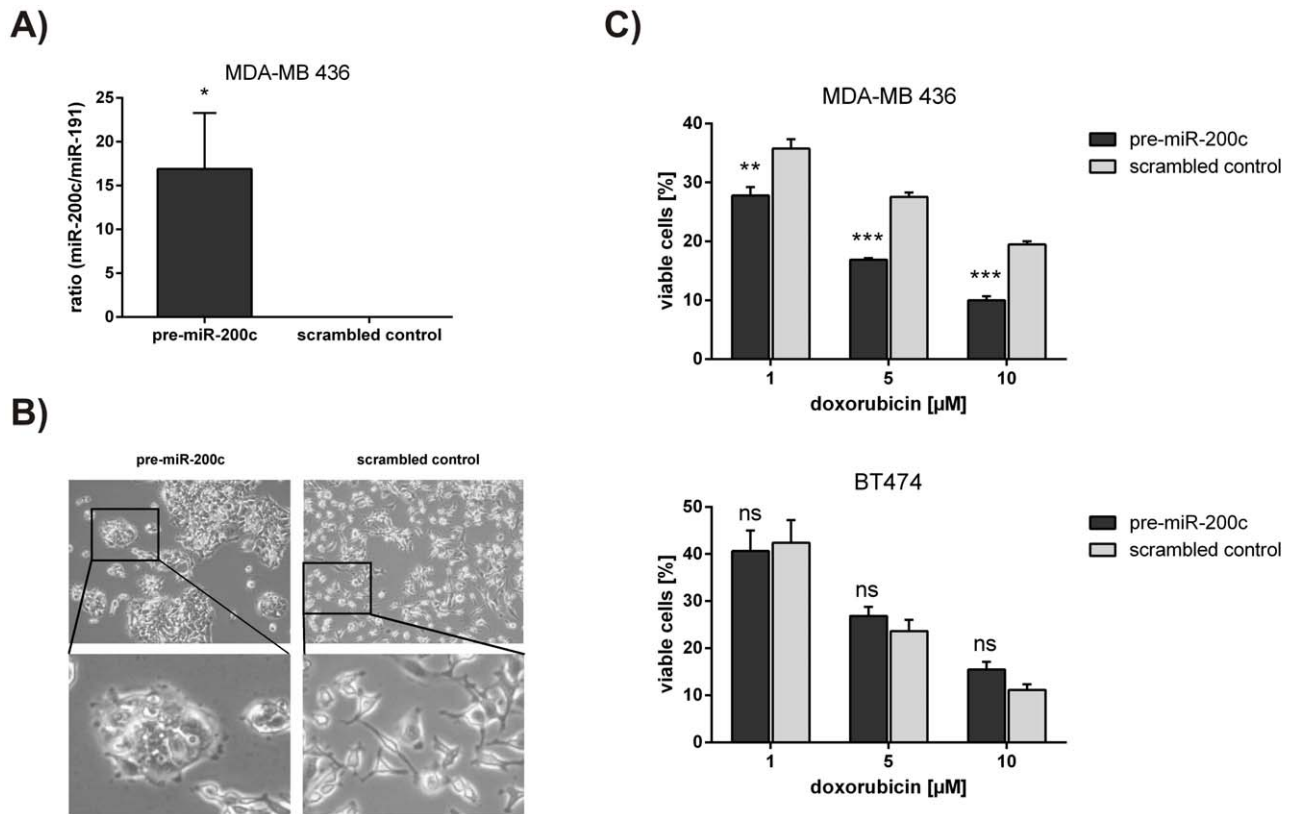 A)
MDA-MB 436
*
25
20
15
10
5
0
ratio (miR-200c/miR-191)
pre-miR-200c scrambled control
B)
pre-miR-200c scrambled control
C)
MDA-MB 436
pre-miR-200c
scrambled control
40
30
20
10
0
viable cells [%]
**
***
***
1 5 10
doxorubicin [µM]
BT474
pre-miR-200c
scrambled control
50
40
30
20
10
0
viable cells [%]
ns
ns
ns
1 5 10
doxorubicin [µM]